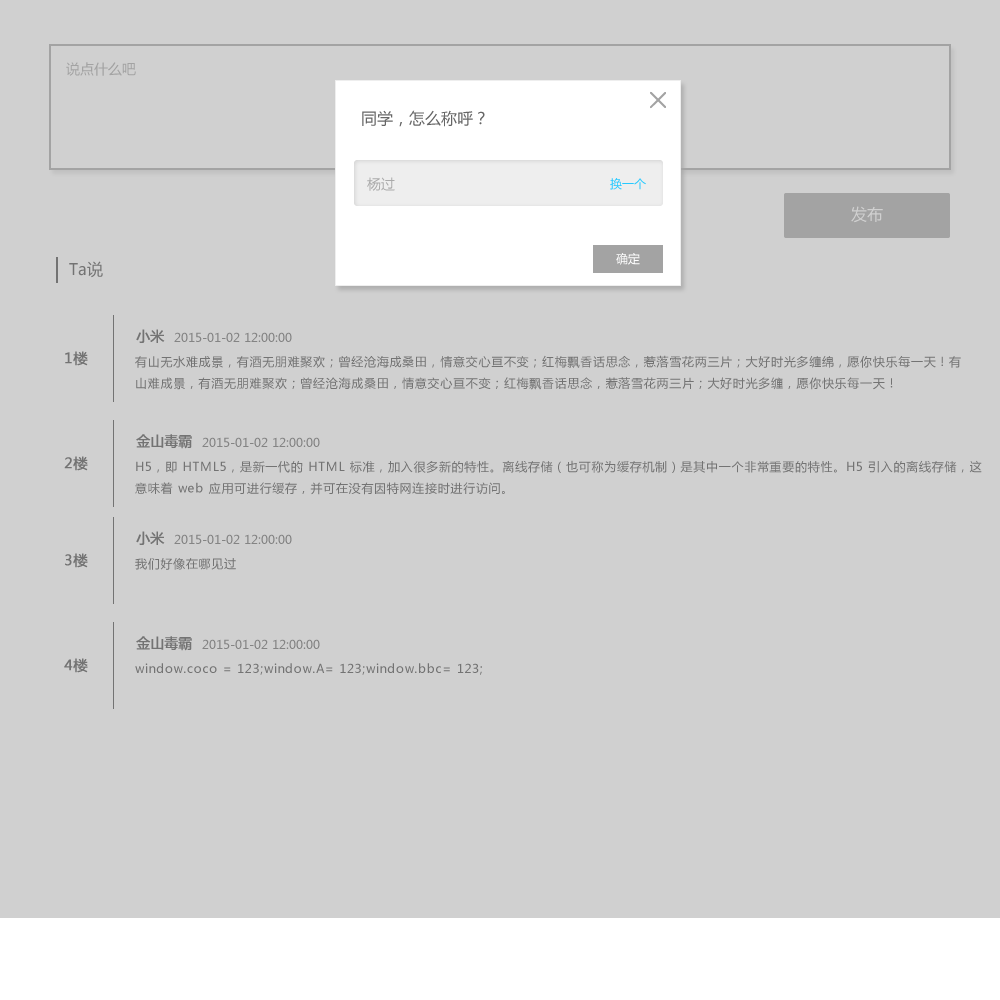 说点什么吧
同学，怎么称呼？
杨过 换一个
确定
发布
Ta说
1楼
小米 2015-01-02 12:00:00
有山无水难成景，有酒无朋难聚欢；曾经沧海成桑田，情意交心亘不变；红梅飘香话思念，惹落雪花两三片；大好时光多缠绵，愿你快乐每一天！有
山难成景，有酒无朋难聚欢；曾经沧海成桑田，情意交心亘不变；红梅飘香话思念，惹落雪花两三片；大好时光多缠，愿你快乐每一天！
2楼
金山毒霸 2015-01-02 12:00:00
H5，即 HTML5，是新一代的 HTML 标准，加入很多新的特性。离线存储（也可称为缓存机制）是其中一个非常重要的特性。H5 引入的离线存储，这
意味着 web 应用可进行缓存，并可在没有因特网连接时进行访问。
3楼
小米 2015-01-02 12:00:00
我们好像在哪见过
4楼
金山毒霸 2015-01-02 12:00:00
window.coco = 123;window.A= 123;window.bbc= 123;